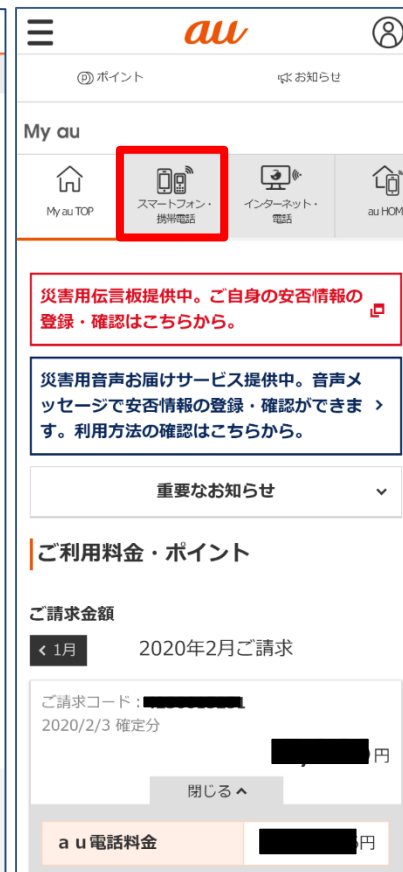 au
ポイント
お知らせ
My au
My au TOP
スマートフォン・
携帯電話
インターネット・
電話
au HOM
災害用伝言板提供中。ご自身の安否情報の
登録・確認はこちらから。
災害用音声お届けサービス提供中。音声メ
ッセージで安否情報の登録・確認ができま
す。利用方法の確認はこちらから。
重要なお知らせ
ご利用料金・ポイント
ご請求金額
1月
2020年2月ご請求
ご請求コード:
2020/2/3 確定分
円
閉じる
au電話料金
円